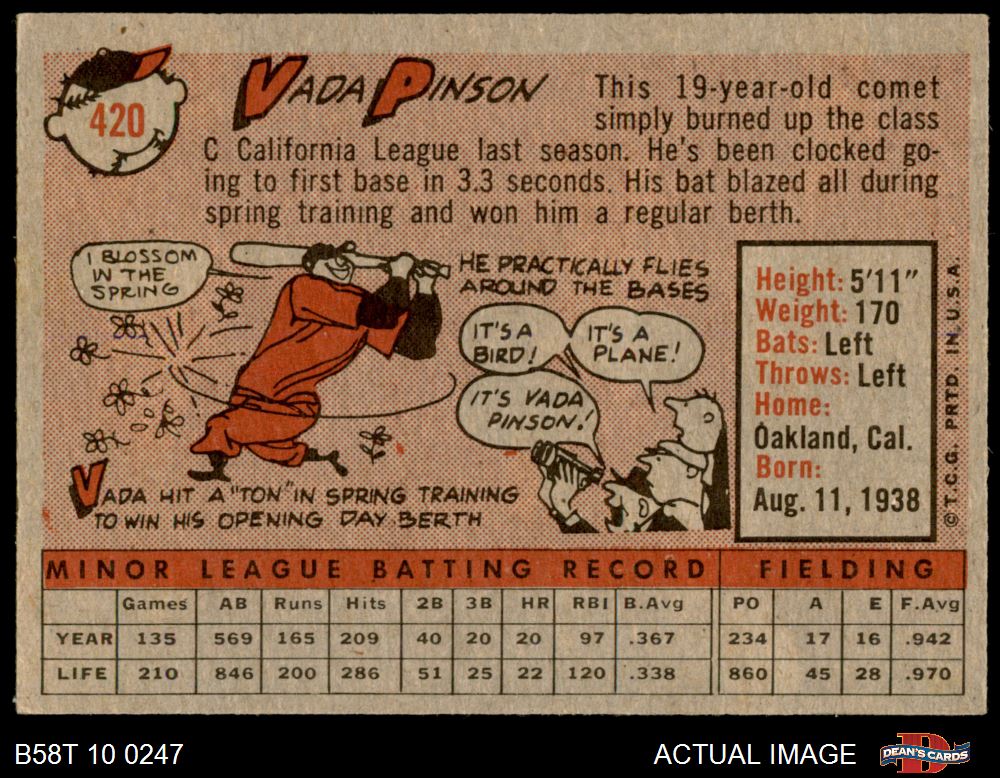 420
VADA PINSON
This 19-year-old comet
simply burned up the class
C California League last season. He's been clocked go-
ing to first base in 3.3 seconds. His bat blazed all during
spring training and won him a regular berth.
I BLOSSOM
IN THE
SPRING
HE PRACTICALLY FLIES
AROUND THE BASES
IT'S A
BIRD!
IT'S A
PLANE!
IT'S VADA
PINSON!
VADA HIT A "TON" IN SPRING TRAINING
TO WIN HIS OPENING DAY BERTH
Height: 5'11"
Weight: 170
Bats: Left
Throws: Left
Home:
Oakland, Cal.
Born:
Aug. 11, 1938
© T.C.G. PRTD. IN U.S.A.
MINOR LEAGUE BATTING RECORD FIELDING
Games AB Runs Hits 2B 3B HR RBI B.Avg PO A E F.Avg
YEAR 135 569 165 209 40 20 20 97 .367 234 17 16 .942
LIFE 210 846 200 286 51 25 22 120 .338 860 45 28 .970
B58T 10 0247 ACTUAL IMAGE DEAN'S CARDS